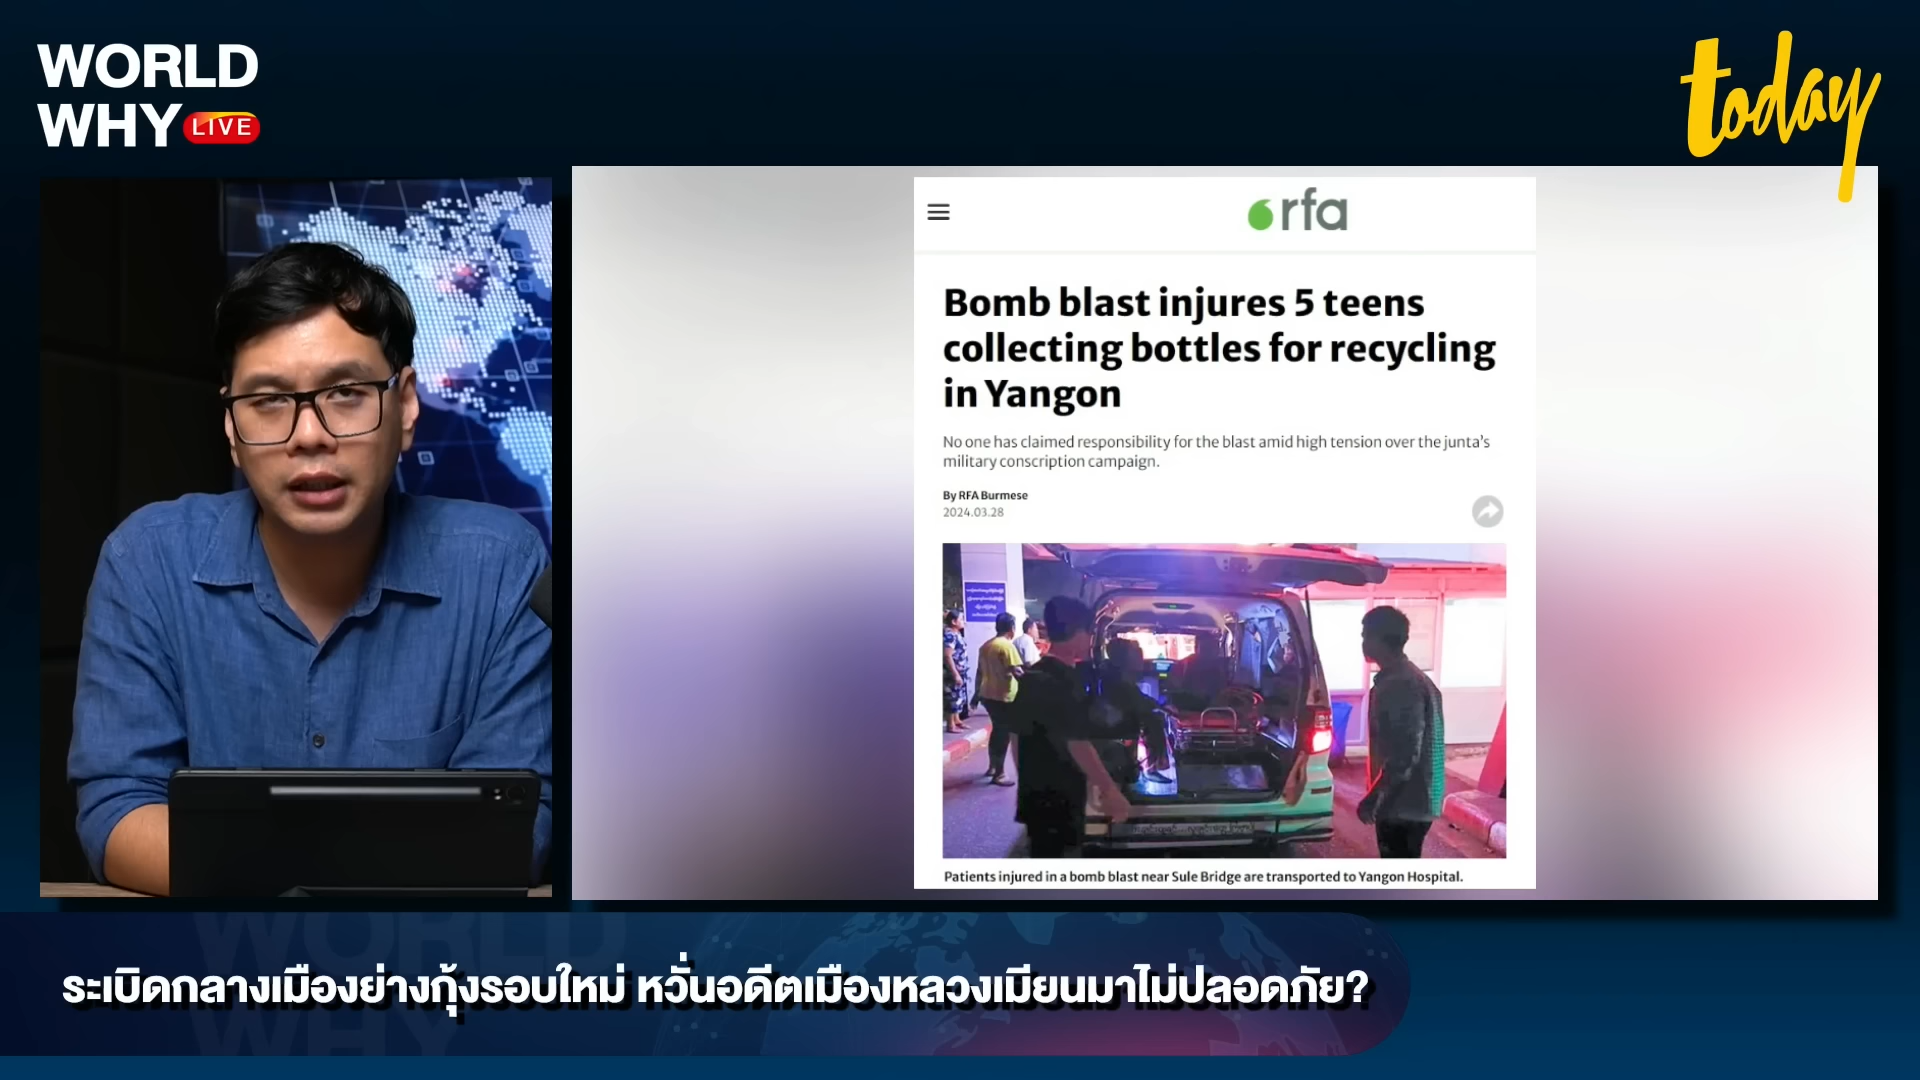 WORLD
WHY LIVE
today
rfa
Bomb blast injures 5 teens
collecting bottles for recycling
in Yangon
No one has claimed responsibility for the blast amid high tension over the junta's
military conscription campaign.
By RFA Burmese
2024.03.28
Patients injured in a bomb blast near Sule Bridge are transported to Yangon Hospital.
ระเบิดกลางเมืองย่างกุ้งรอบใหม่ หวั่นอดีตเมืองหลวงเมียนมาไม่ปลอดภัย?